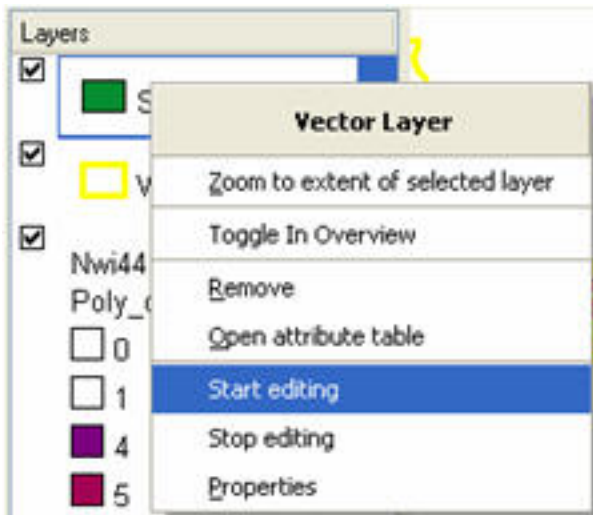 Layers
Vector Layer
Zoom to extent of selected layer
Toggle In Overview
Nwi44
Remove
Poly_
Open attribute table
0
Start editing
1
Stop editing
4
Properties
5